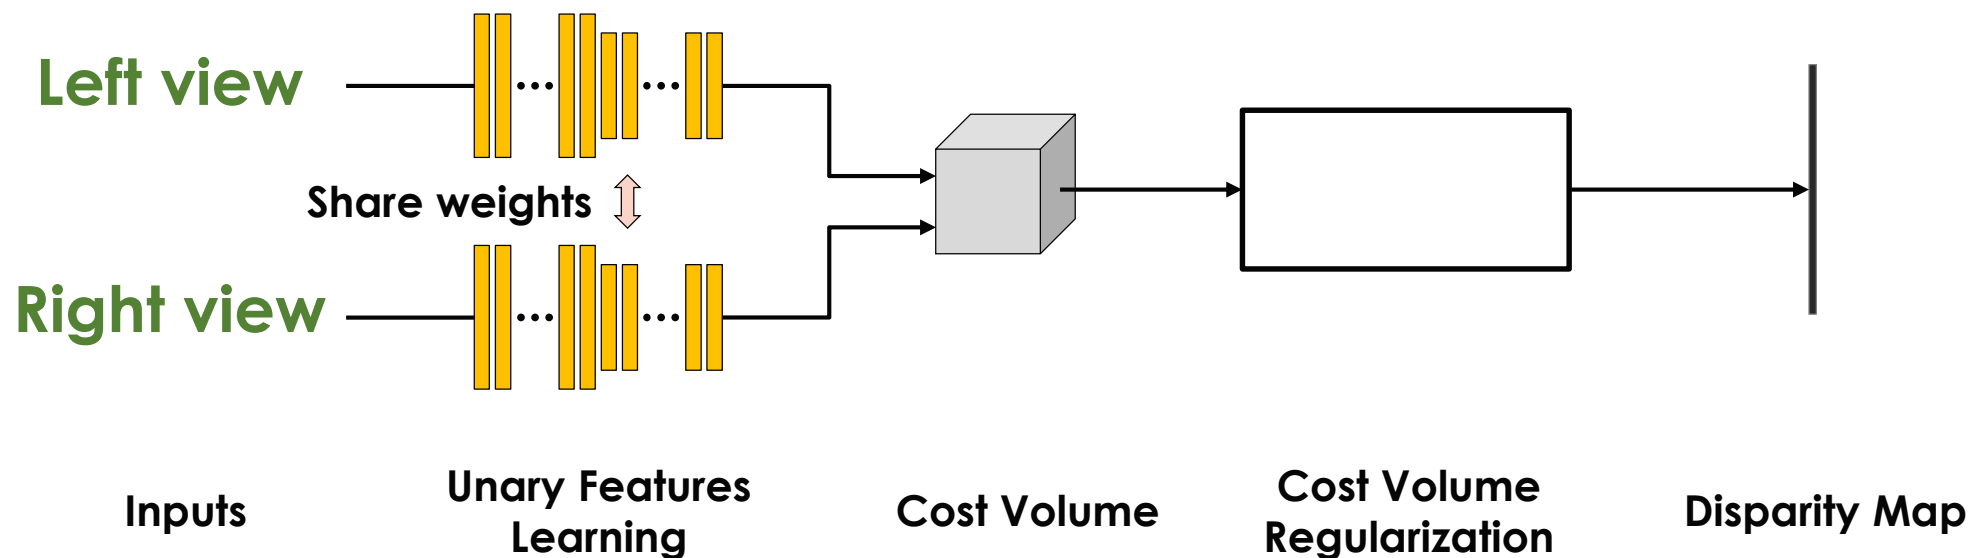 Left view
Share weights
Right view
Inputs
Unary Features
Learning
Cost Volume
Cost Volume
Regularization
Disparity Map